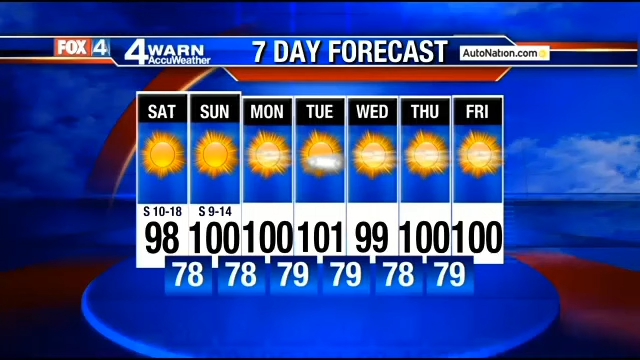 FOX 4 4WARN 7 DAY FORECAST AutoNation.com
AccuWeather
SAT SUN MON TUE WED THU FRI
S 10-18 S 9-14
98 100 100 101 99 100 100
78 78 79 79 78 79